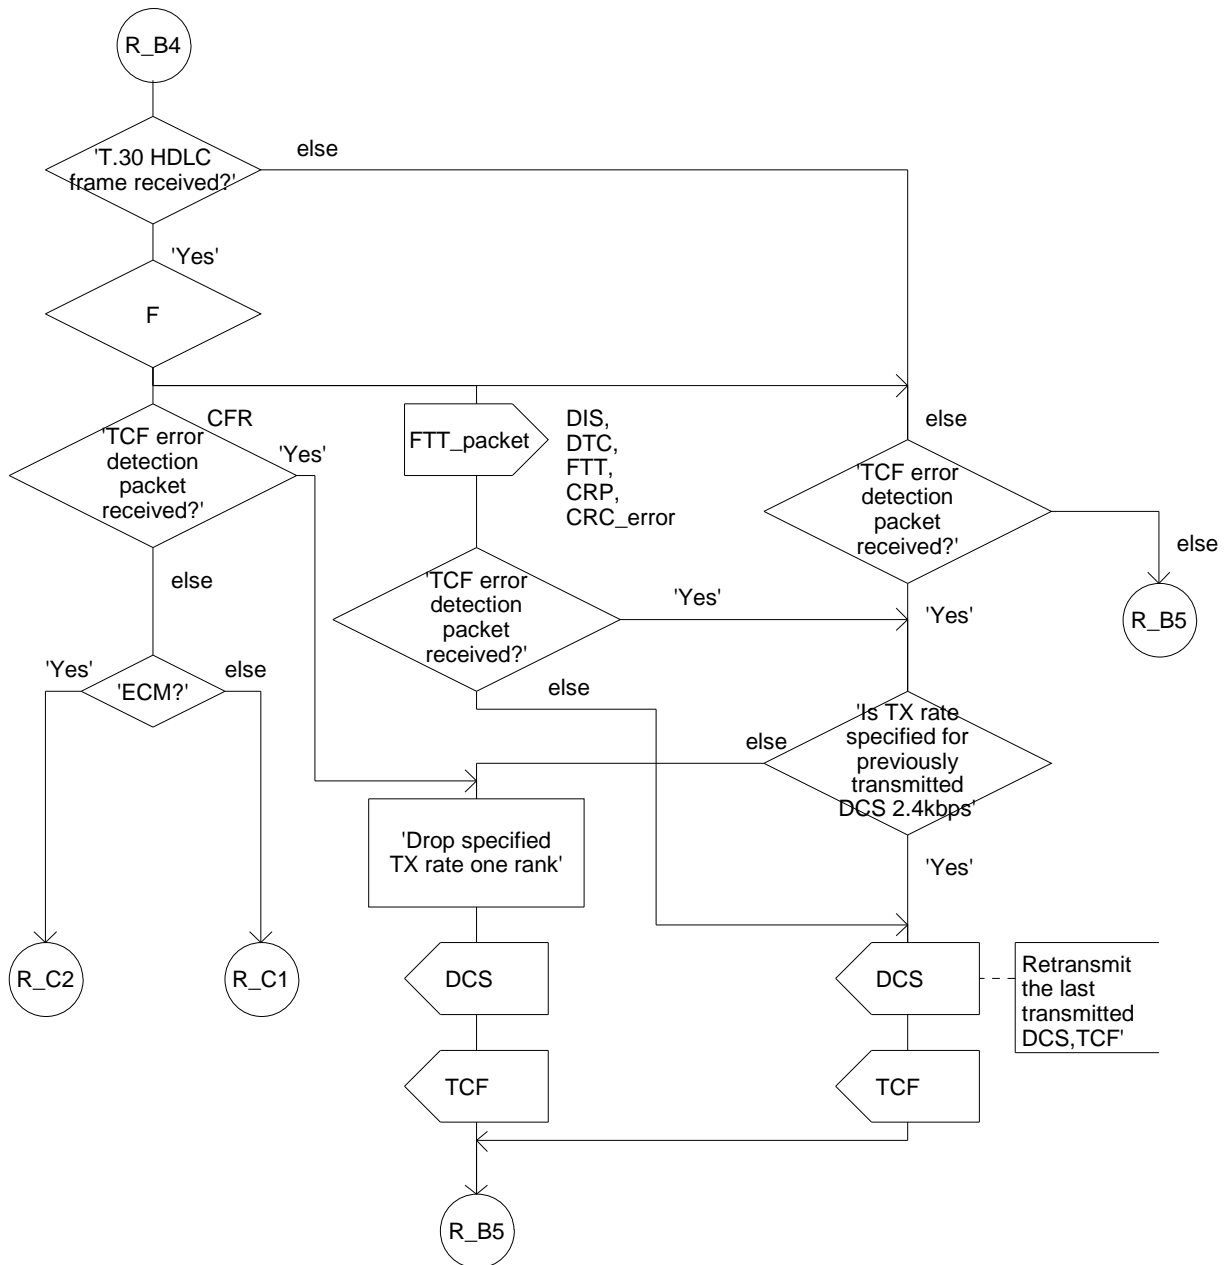 R_B4
'T.30 HDLC
frame received?'
else
'Yes'
F
CFR
'TCF error
detection
packet
received?'
'Yes'
else
FTT_packet
DIS,
DTC,
FTT,
CRP,
CRC_error
else
'TCF error
detection
packet
received?'
else
R_B5
'Yes'
'TCF error
detection
packet
received?'
'Yes'
else
'Yes'
'ECM?'
else
'Is TX rate
specified for
previously
transmitted
DCS 2.4kbps'
else
'Yes'
'Drop specified
TX rate one rank'
R_C2
R_C1
DCS
DCS
Retransmit
the last
transmitted
DCS,TCF'
TCF
TCF
R_B5